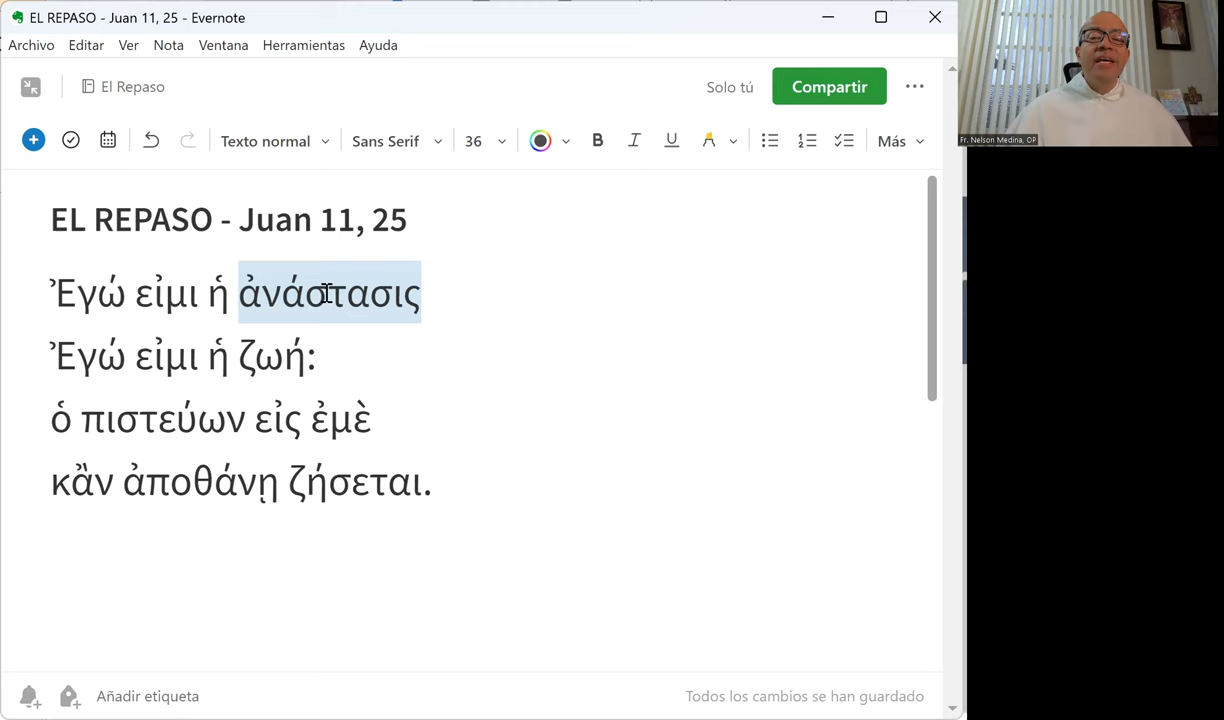 EL REPASO - Juan 11, 25 - Evernote
Archivo Editar Ver Nota Ventana Herramientas Ayuda
El Repaso Solo tú Compartir
Texto normal Sans Serif 36 B I U A Más
Fr. Nelson Medina, OP
EL REPASO - Juan 11, 25
Ἐγώ εἰμι ἡ ἀνάστασις
Ἐγώ εἰμι ἡ ζωή:
ὁ πιστεύων εἰς ἐμὲ
κἂν ἀποθάνῃ ζήσεται.
Añadir etiqueta Todos los cambios se han guardado